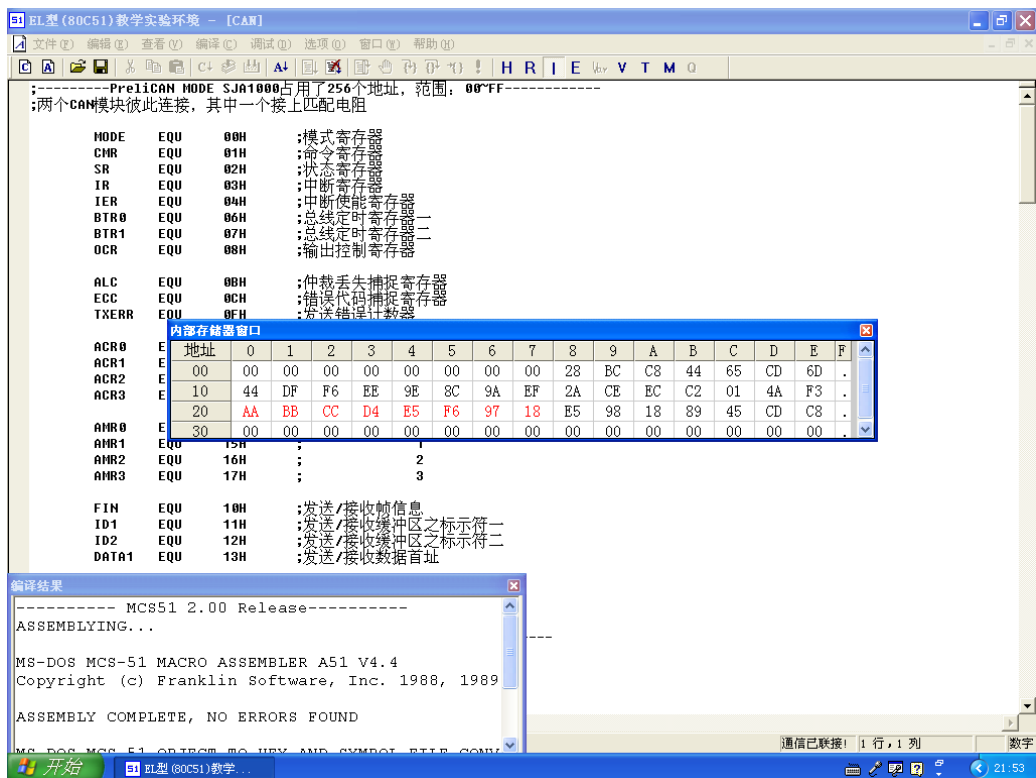 EL型(80C51)教学实验环境 - [CAN]
文件(F) 编辑(E) 查看(V) 编译(C) 调试(D) 选项(O) 窗口(W) 帮助(H)
H R I E Var V T M Q
;---------PreliCAN MODE SJA1000占用了256个地址，范围：00~FF------------
;两个CAN模块彼此连接，其中一个接上匹配电阻
MODE EQU 00H ;模式寄存器
CMR EQU 01H ;命令寄存器
SR EQU 02H ;状态寄存器
IR EQU 03H ;中断寄存器
IER EQU 04H ;中断使能寄存器
BTR0 EQU 06H ;总线定时寄存器一
BTR1 EQU 07H ;总线定时寄存器二
OCR EQU 08H ;输出控制寄存器
ALC EQU 0BH ;仲裁丢失捕捉寄存器
ECC EQU 0CH ;错误代码捕捉寄存器
TXERR EQU 0FH ;发送错误计数器
ACR0 E
ACR1 E
ACR2 E
ACR3 E
AMR0 E
AMR1 EQU 15H ; 1
AMR2 EQU 16H ; 2
AMR3 EQU 17H ; 3
FIN EQU 10H ;发送/接收帧信息
ID1 EQU 11H ;发送/接收缓冲区之标示符一
ID2 EQU 12H ;发送/接收缓冲区之标示符二
DATA1 EQU 13H ;发送/接收数据首址
内部存储器窗口
地址 0 1 2 3 4 5 6 7 8 9 A B C D E F
00 00 00 00 00 00 00 00 00 28 BC C8 44 65 CD 6D .
10 44 DF F6 EE 9E 8C 9A EF 2A CE EC C2 01 4A F3 .
20 AA BB CC D4 E5 F6 97 18 E5 98 18 89 45 CD C8 .
30 00 00 00 00 00 00 00 00 00 00 00 00 00 00 00 .
编译结果
---------- MCS51 2.00 Release----------
ASSEMBLYING...
MS-DOS MCS-51 MACRO ASSEMBLER A51 V4.4
Copyright (c) Franklin Software, Inc. 1988, 1989
ASSEMBLY COMPLETE, NO ERRORS FOUND
MS-DOS MCS-51 OBJECT TO HEX AND SYMBOL FILE CONV
通信已联接! 1 行,1 列 数字
开始 51 EL型(80C51)教学... 21:53